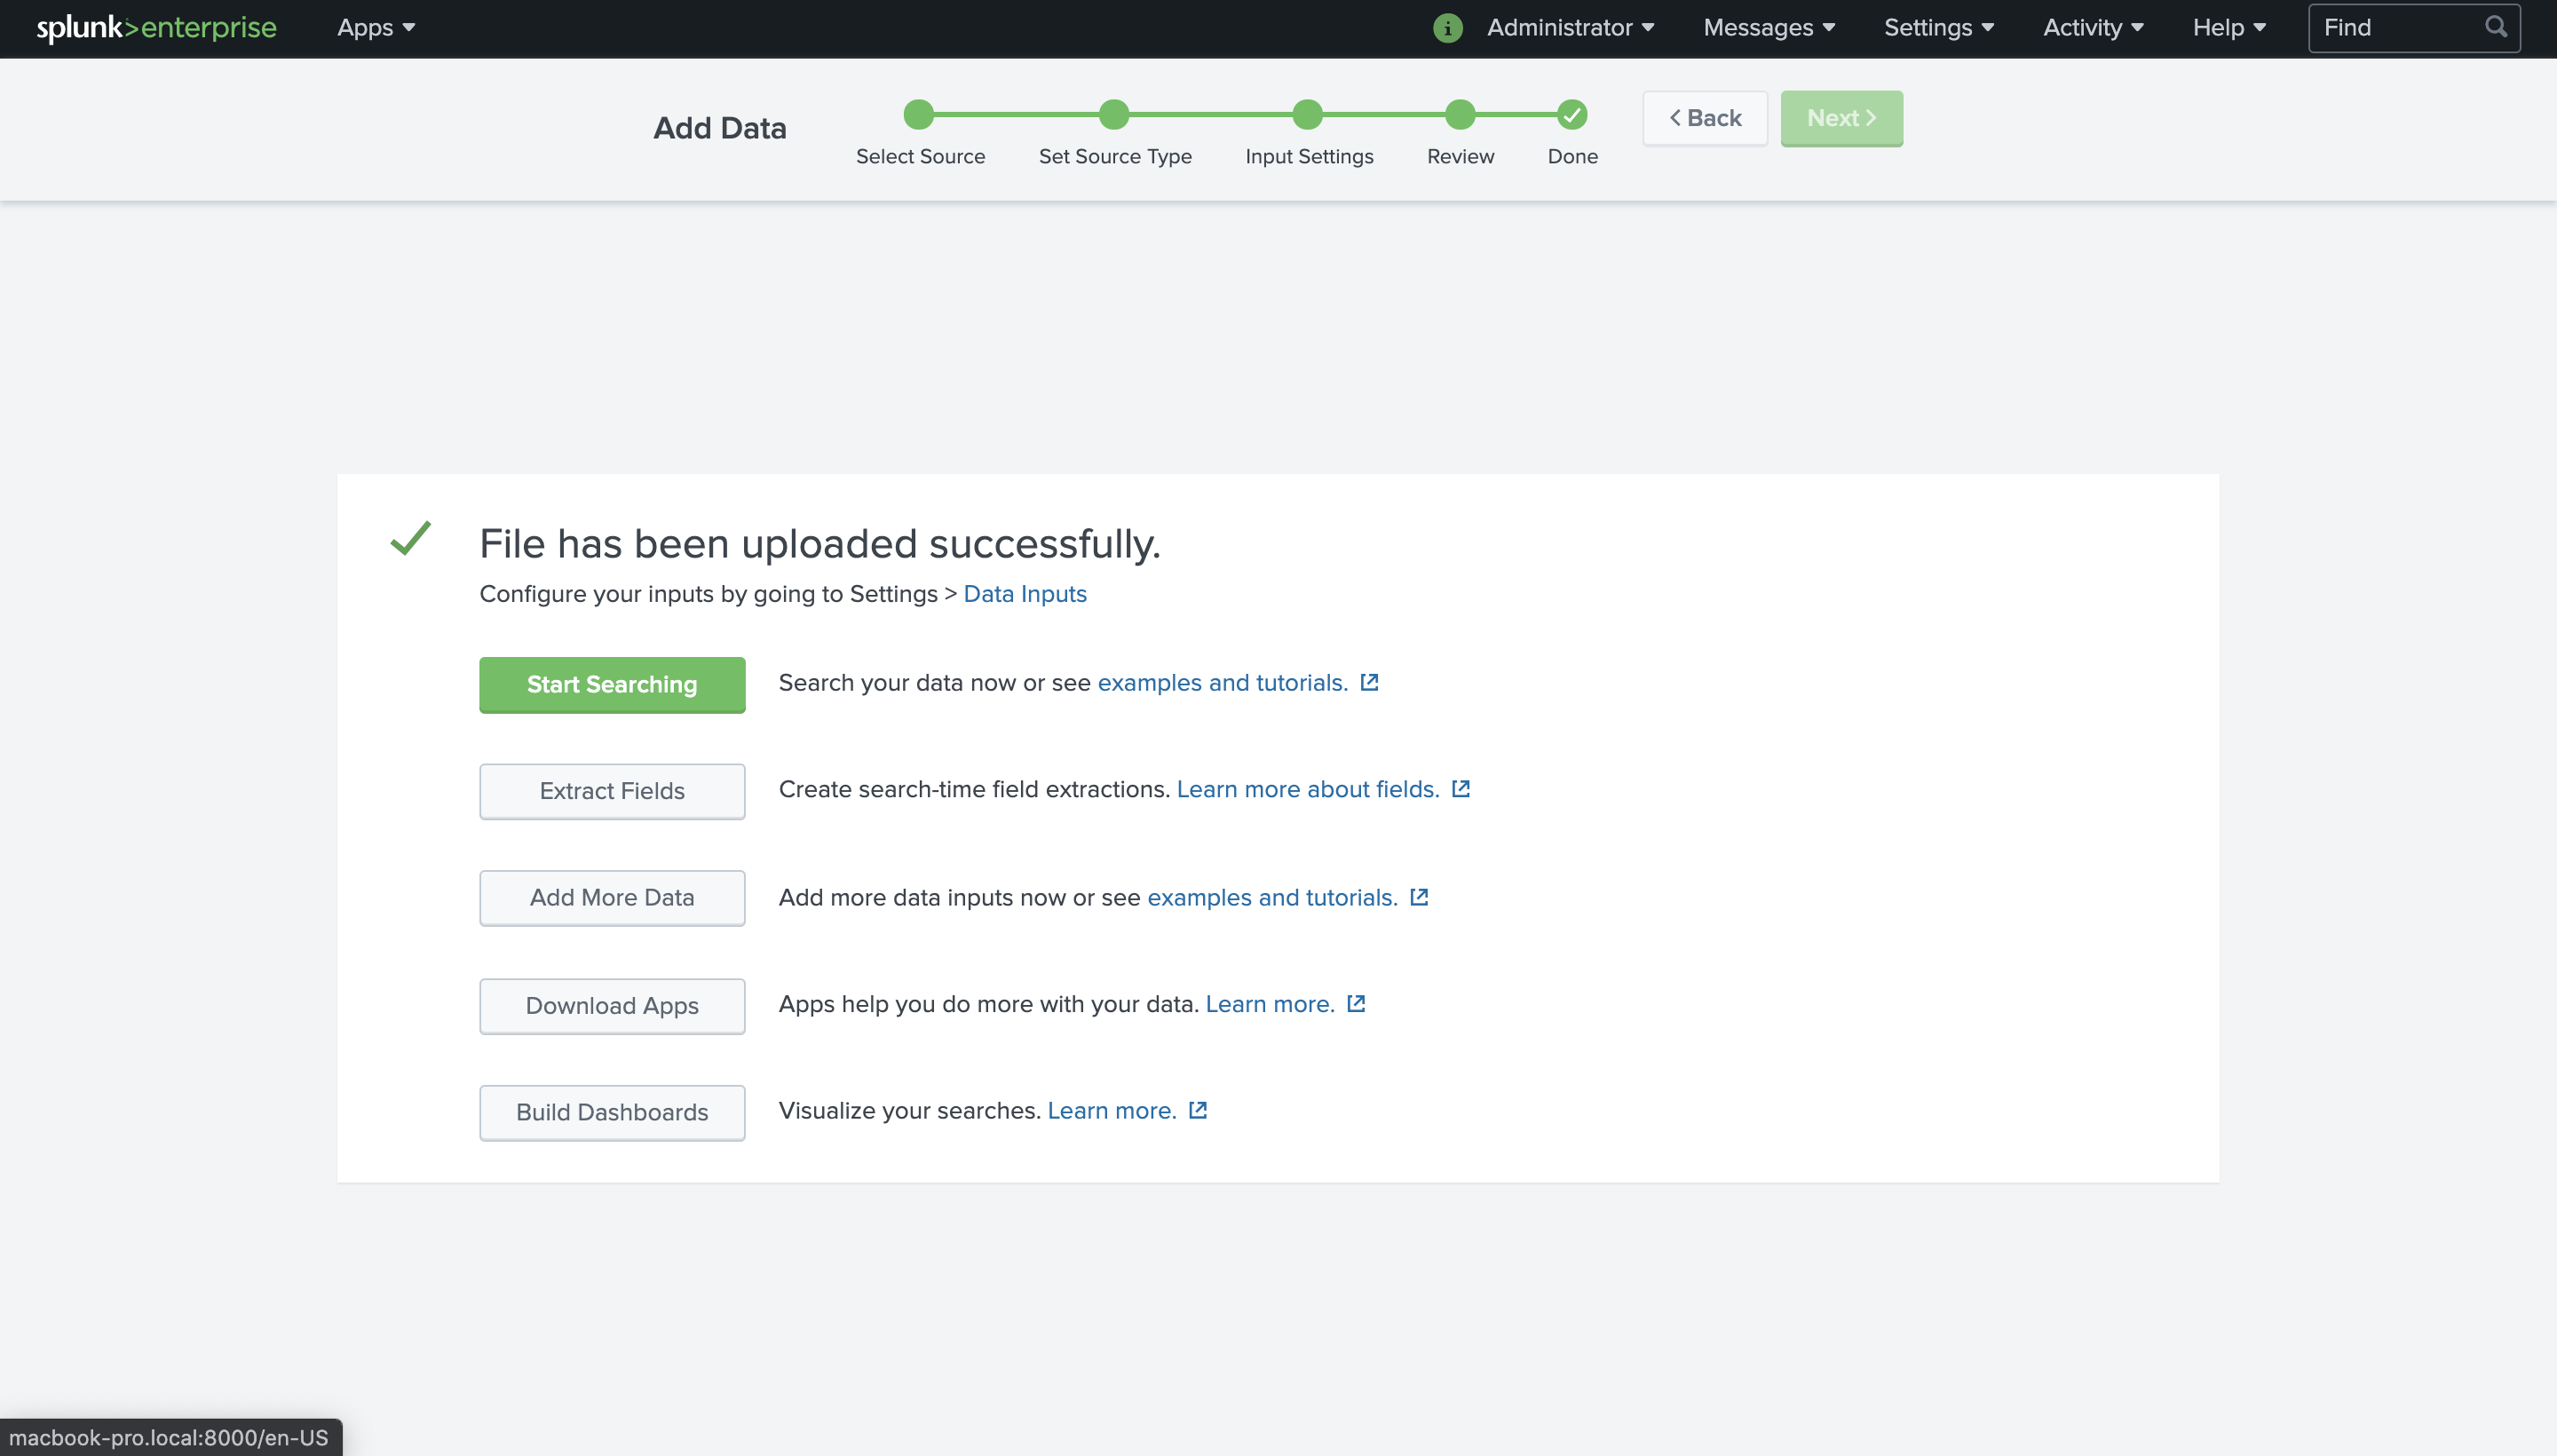 splunk>enterprise Apps Administrator Messages Settings Activity Help Find
Add Data
Select Source Set Source Type Input Settings Review Done
Back Next
File has been uploaded successfully.
Configure your inputs by going to Settings > Data Inputs
Start Searching Search your data now or see examples and tutorials.
Extract Fields Create search-time field extractions. Learn more about fields.
Add More Data Add more data inputs now or see examples and tutorials.
Download Apps Apps help you do more with your data. Learn more.
Build Dashboards Visualize your searches. Learn more.
macbook-pro.local:8000/en-US